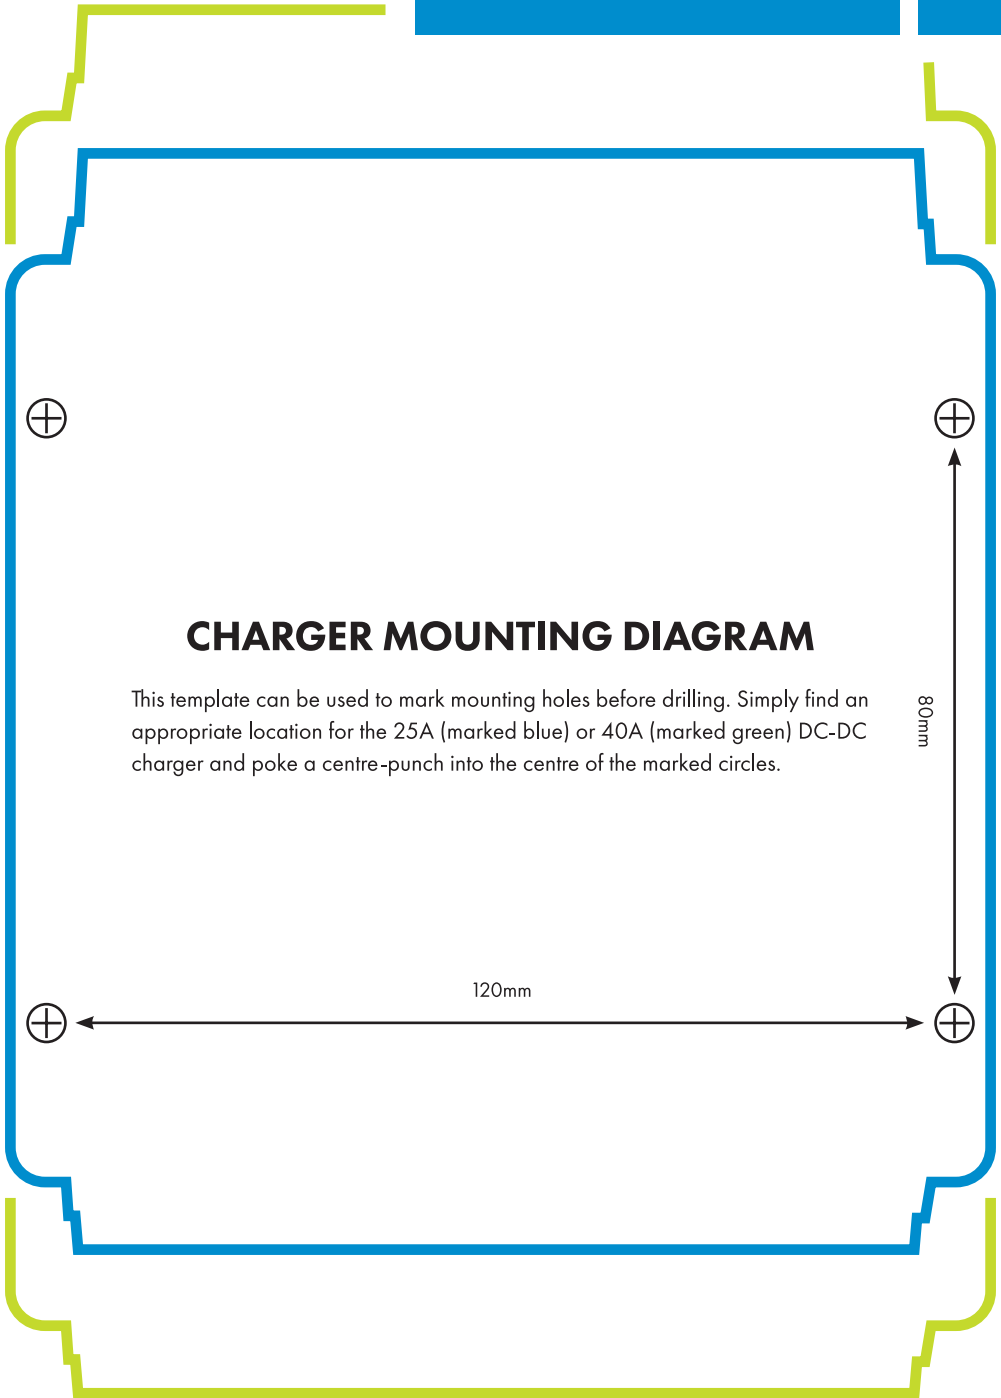 CHARGER MOUNTING DIAGRAM
This template can be used to mark mounting holes before drilling. Simply find an
appropriate location for the 25A (marked blue) or 40A (marked green) DC-DC
charger and poke a centre-punch into the centre of the marked circles.
80mm
120mm